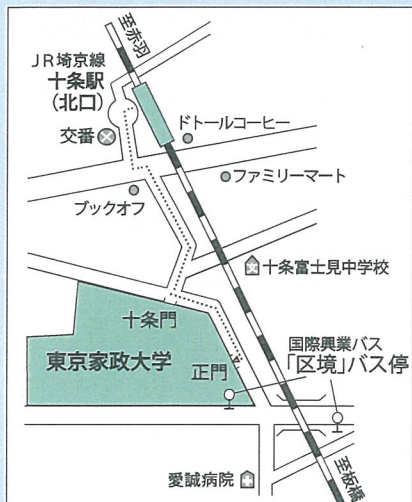 至赤羽
JR埼京線
十条駅
(北口)
交番
ドトールコーヒー
ファミリーマート
ブックオフ
十条富士見中学校
十条門
東京家政大学
正門
国際興業バス
「区境」バス停
愛誠病院
至板橋